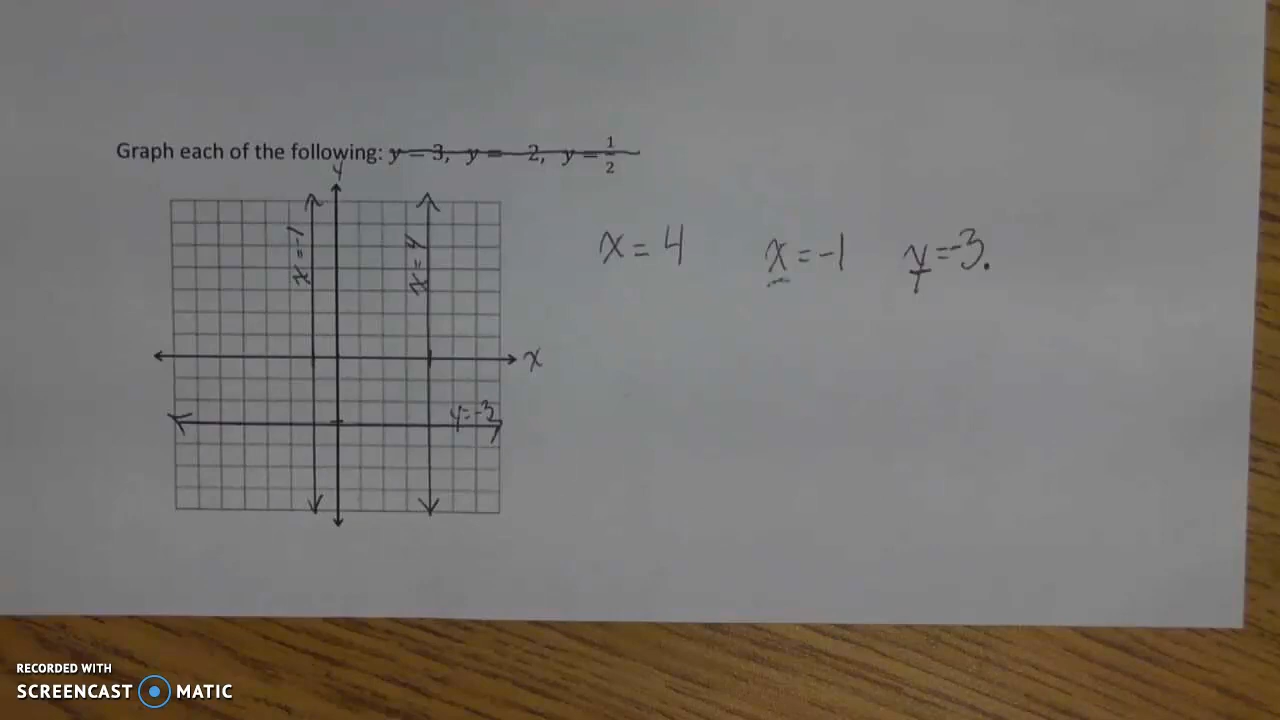 Graph each of the following: y = 3, y = -2, y = 1/2
y
x = -1
x = 4
x = 4 x = -1 y = -3.
x
y = -3
RECORDED WITH
SCREENCAST MATIC